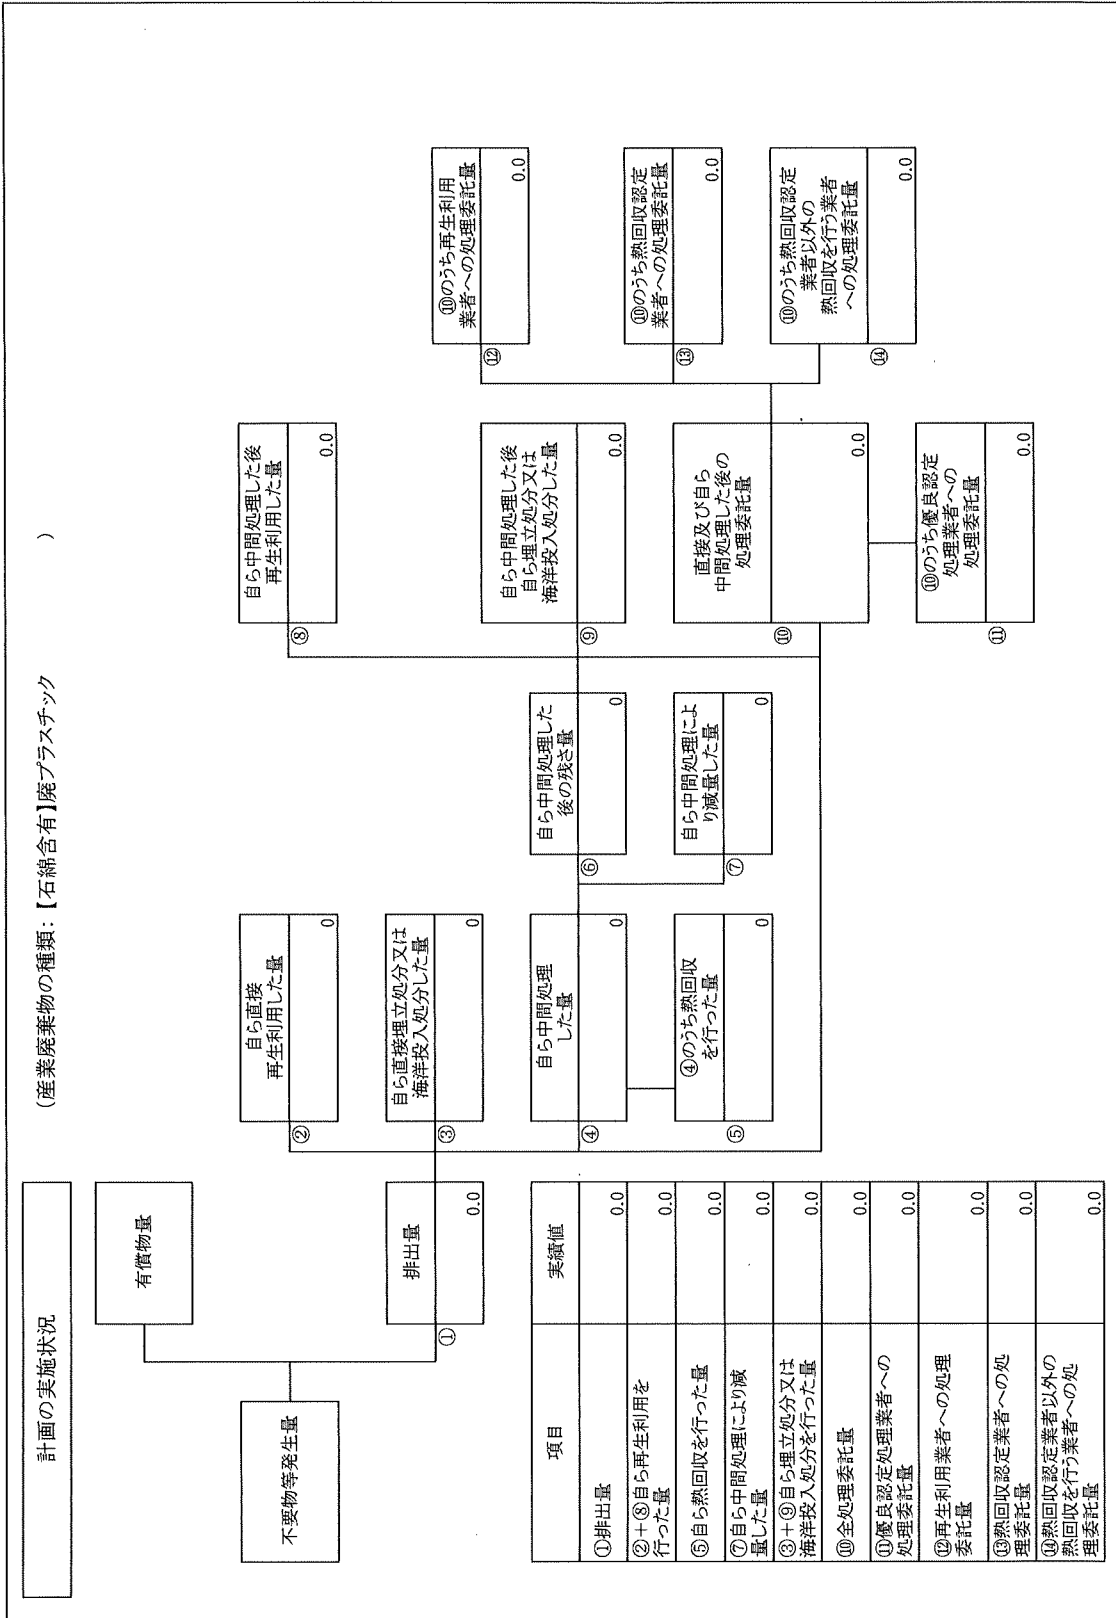 計画の実施状況
(産業廃棄物の種類:【石綿含有】廃プラスチック
)
不要物等発生量
有償物量
①
排出量
0.0
②
自ら直接
再生利用した量
0
③
自ら直接埋立処分又は
海洋投入処分した量
0
④
自ら中間処理
した量
0
⑤
④のうち熱回収
を行った量
0
⑥
自ら中間処理した
後の残さ量
0
⑦
自ら中間処理によ
り減量した量
0
⑧
自ら中間処理した後
再生利用した量
0.0
⑨
自ら中間処理した後
自ら埋立処分又は
海洋投入処分した量
0.0
⑩
直接及び自ら
中間処理した後の
処理委託量
0.0
⑪
⑩のうち優良認定
処理業者への
処理委託量
0.0
⑫
⑩のうち再生利用
業者への処理委託量
0.0
⑬
⑩のうち熱回収認定
業者への処理委託量
0.0
⑭
⑩のうち熱回収認定
業者以外の
熱回収を行う業者
への処理委託量
0.0
項目 実績値
①排出量 0.0
②+⑧自ら再生利用を
行った量 0.0
⑤自ら熱回収を行った量 0.0
⑦自ら中間処理により減
量した量 0.0
③+⑨自ら埋立処分又は
海洋投入処分を行った量 0.0
⑩全処理委託量 0.0
⑪優良認定処理業者への
処理委託量 0.0
⑫再生利用業者への処理
委託量 0.0
⑬熱回収認定業者への処
理委託量 0.0
⑭熱回収認定業者以外の
熱回収を行う業者への処
理委託量 0.0